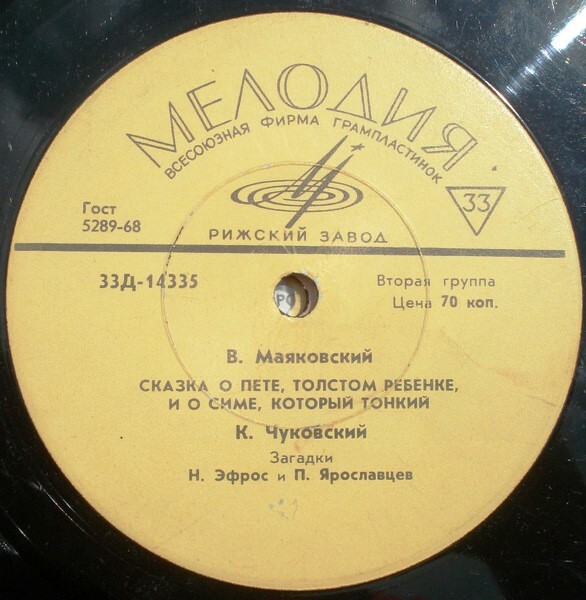 МЕЛОДИЯ
ВСЕСОЮЗНАЯ ФИРМА ГРАМПЛАСТИНОК
33
Гост
5289-68
РИЖСКИЙ ЗАВОД
33Д-14335
Вторая группа
Цена 70 коп.
РО
В. Маяковский
СКАЗКА О ПЕТЕ, ТОЛСТОМ РЕБЕНКЕ,
И О СИМЕ, КОТОРЫЙ ТОНКИЙ
К. Чуковский
Загадки
Н. Эфрос и П. Ярославцев